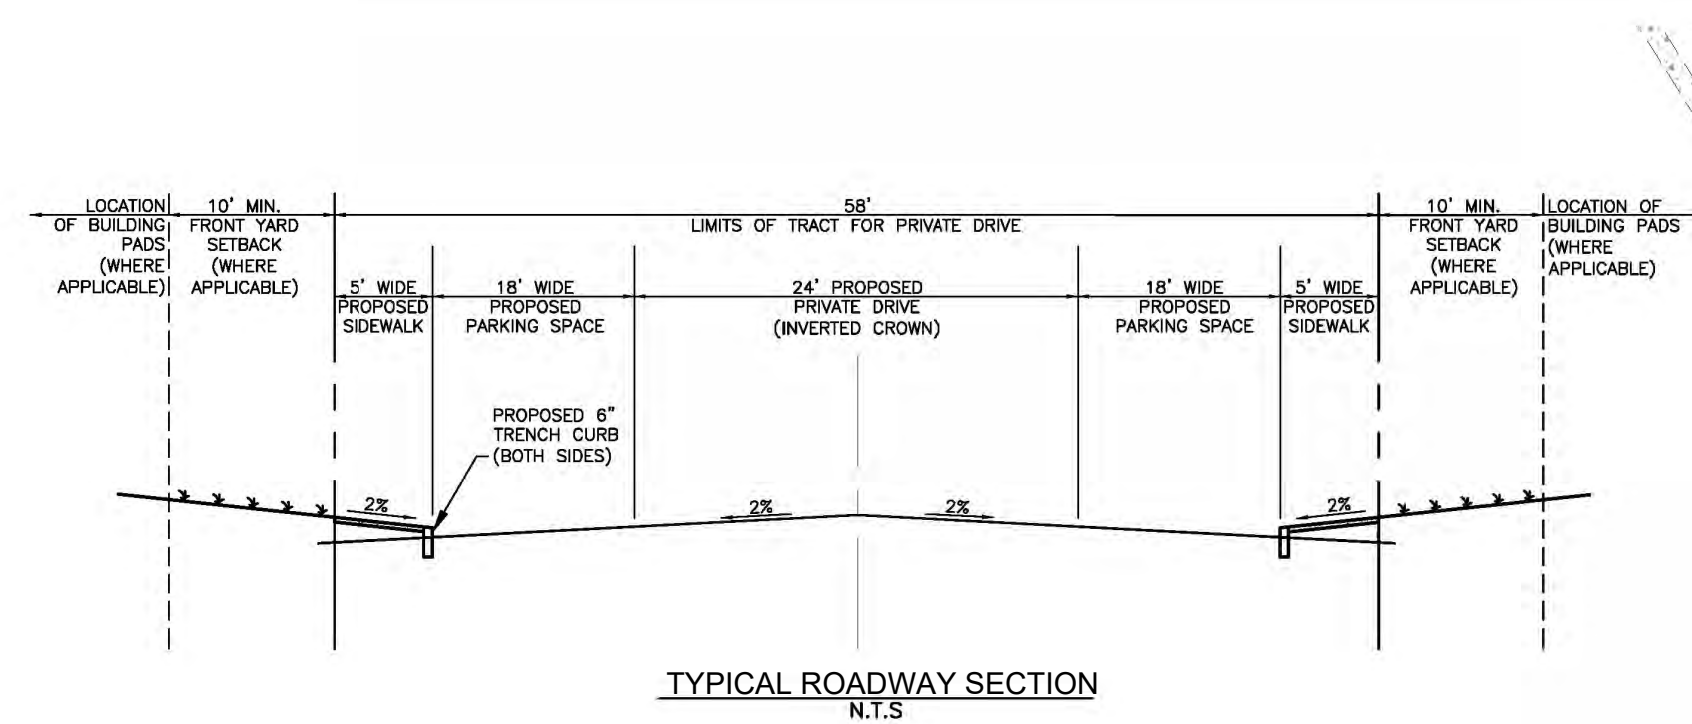 LOCATION
OF BUILDING
PADS
(WHERE
APPLICABLE)
10' MIN.
FRONT YARD
SETBACK
(WHERE
APPLICABLE)
58'
LIMITS OF TRACT FOR PRIVATE DRIVE
10' MIN.
FRONT YARD
SETBACK
(WHERE
APPLICABLE)
LOCATION OF
BUILDING PADS
(WHERE
APPLICABLE)
5' WIDE
PROPOSED
SIDEWALK
18' WIDE
PROPOSED
PARKING SPACE
24' PROPOSED
PRIVATE DRIVE
(INVERTED CROWN)
18' WIDE
PROPOSED
PARKING SPACE
5' WIDE
PROPOSED
SIDEWALK
PROPOSED 6"
TRENCH CURB
(BOTH SIDES)
2%
2%
2%
2%
TYPICAL ROADWAY SECTION
N.T.S